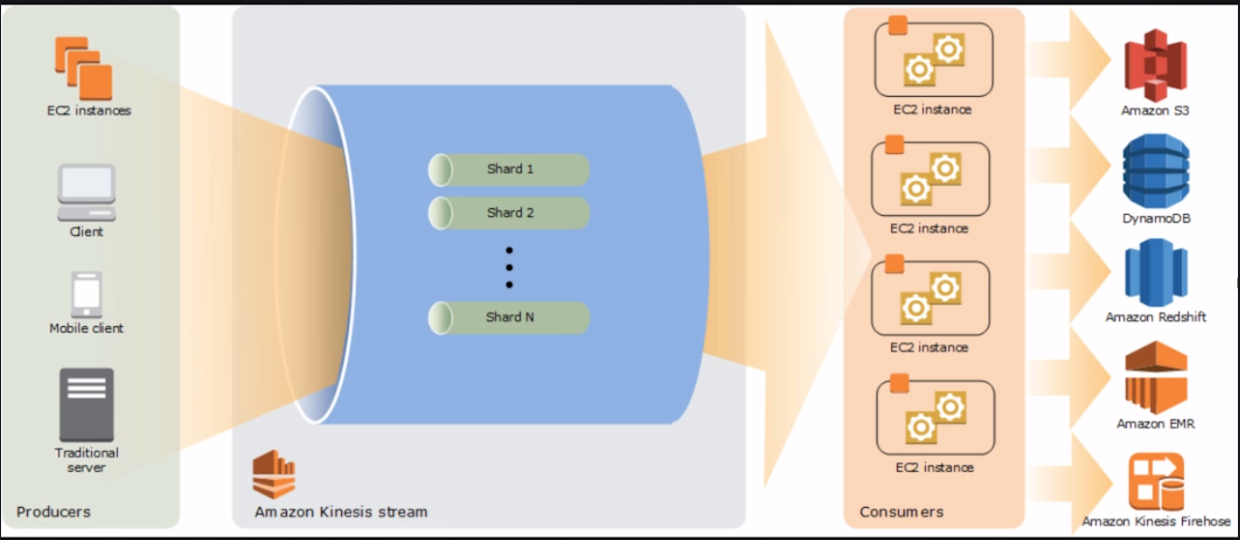 EC2 instances
Client
Mobile client
Traditional
server
Producers
Shard 1
Shard 2
Shard N
Amazon Kinesis stream
EC2 instance
EC2 instance
EC2 instance
EC2 instance
Consumers
Amazon S3
DynamoDB
Amazon Redshift
Amazon EMR
Amazon Kinesis Firehose